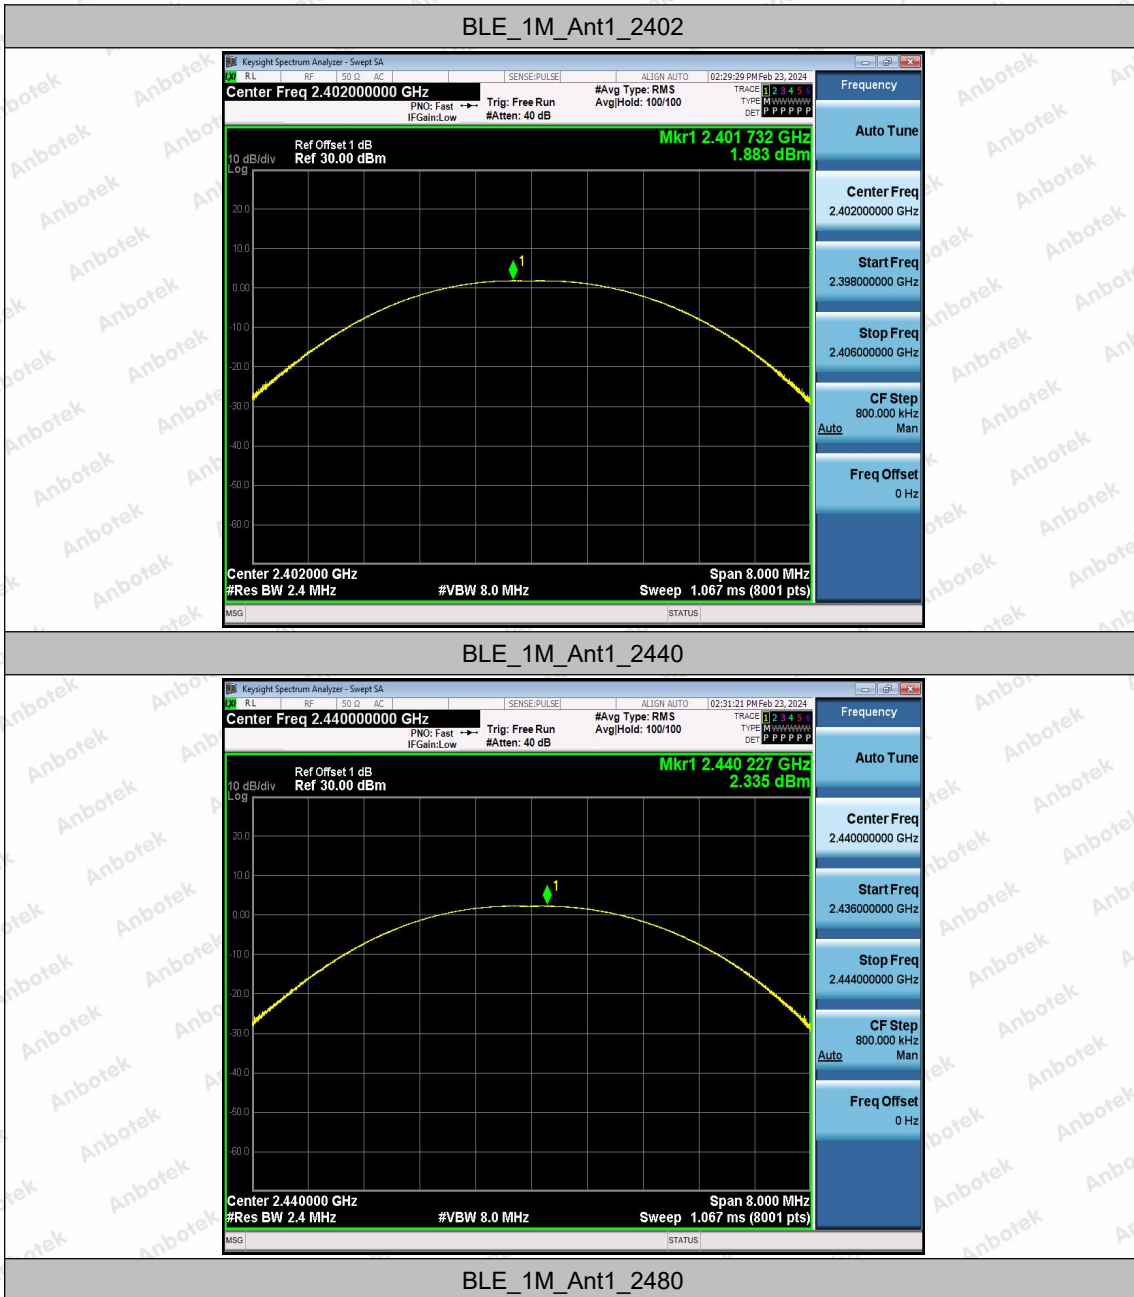 BLE_1M_Ant1_2402
Keysight Spectrum Analyzer - Swept SA
LXI RL RF 50 Ω AC SENSE:PULSE ALIGN AUTO 02:29:29 PM Feb 23, 2024
Center Freq 2.402000000 GHz
PNO: Fast
IFGain:Low
Trig: Free Run
#Atten: 40 dB
#Avg Type: RMS
Avg|Hold: 100/100
TRACE 1 2 3 4 5 6
TYPE M W W W W W
DET P P P P P P
Ref Offset 1 dB
10 dB/div Ref 30.00 dBm
Log
Mkr1 2.401 732 GHz
1.883 dBm
20.0
10.0
0.00
-10.0
-20.0
-30.0
-40.0
-50.0
-60.0
1
Center 2.402000 GHz Span 8.000 MHz
#Res BW 2.4 MHz #VBW 8.0 MHz Sweep 1.067 ms (8001 pts)
MSG STATUS
Frequency
Auto Tune
Center Freq
2.402000000 GHz
Start Freq
2.398000000 GHz
Stop Freq
2.406000000 GHz
CF Step
800.000 kHz
Auto Man
Freq Offset
0 Hz
BLE_1M_Ant1_2440
Keysight Spectrum Analyzer - Swept SA
LXI RL RF 50 Ω AC SENSE:PULSE ALIGN AUTO 02:31:21 PM Feb 23, 2024
Center Freq 2.440000000 GHz
PNO: Fast
IFGain:Low
Trig: Free Run
#Atten: 40 dB
#Avg Type: RMS
Avg|Hold: 100/100
TRACE 1 2 3 4 5 6
TYPE M W W W W W
DET P P P P P P
Ref Offset 1 dB
10 dB/div Ref 30.00 dBm
Log
Mkr1 2.440 227 GHz
2.335 dBm
20.0
10.0
0.00
-10.0
-20.0
-30.0
-40.0
-50.0
-60.0
1
Center 2.440000 GHz Span 8.000 MHz
#Res BW 2.4 MHz #VBW 8.0 MHz Sweep 1.067 ms (8001 pts)
MSG STATUS
Frequency
Auto Tune
Center Freq
2.440000000 GHz
Start Freq
2.436000000 GHz
Stop Freq
2.444000000 GHz
CF Step
800.000 kHz
Auto Man
Freq Offset
0 Hz
BLE_1M_Ant1_2480
Anbotek